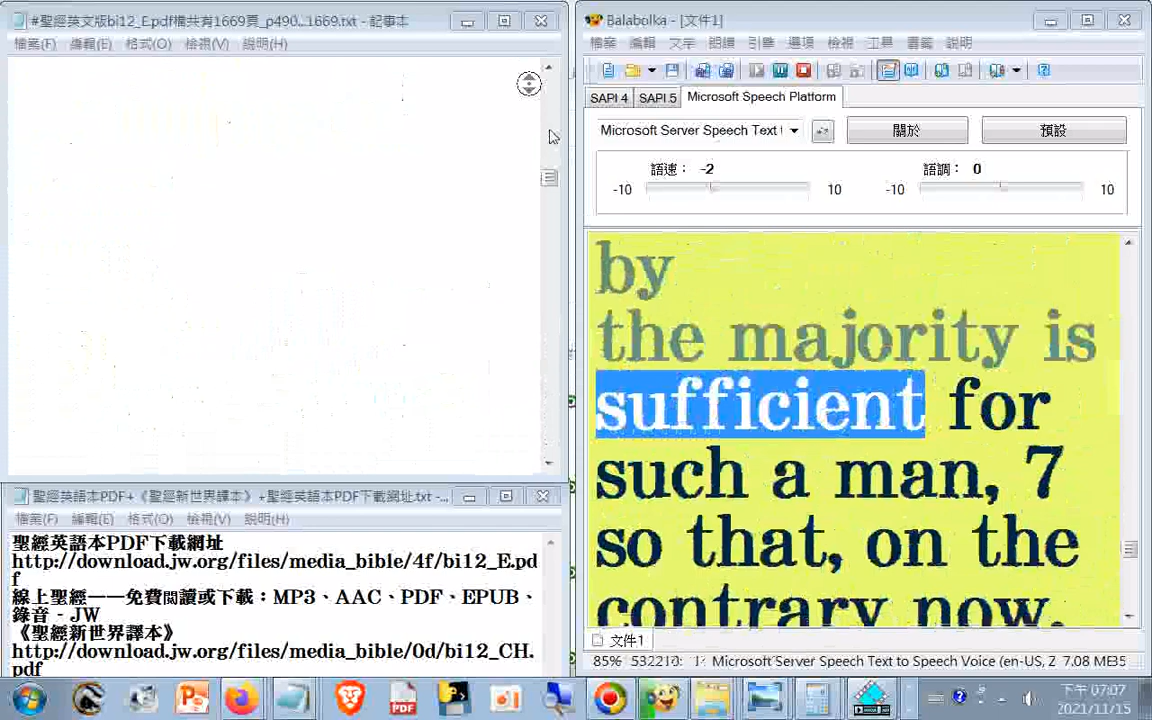 #聖經英文版bi12_E.pdf檔共有1669頁_p490...1669.txt - 記事本
檔案(F) 編輯(E) 格式(O) 檢視(V) 說明(H)
聖經英語本PDF+《聖經新世界譯本》+聖經英語本PDF下載網址.txt -...
檔案(F) 編輯(E) 格式(O) 檢視(V) 說明(H)
聖經英語本PDF下載網址
http://download.jw.org/files/media_bible/4f/bi12_E.pd
f
線上聖經——免費閱讀或下載：MP3、AAC、PDF、EPUB、
錄音 - JW
《聖經新世界譯本》
http://download.jw.org/files/media_bible/0d/bi12_CH.
pdf
Balabolka - [文件1]
檔案 編輯 文字 朗讀 引擎 選項 檢視 工具 書籤 說明
SAPI 4 SAPI 5 Microsoft Speech Platform
Microsoft Server Speech Text t 關於 預設
語速： -2 語調： 0
-10 10 -10 10
by
the majority is
sufficient for
such a man, 7
so that, on the
contrary now,
文件1
85% 532210: Microsoft Server Speech Text to Speech Voice (en-US, Z 7.08 MB
PDF
下午 07:07
2021/11/15